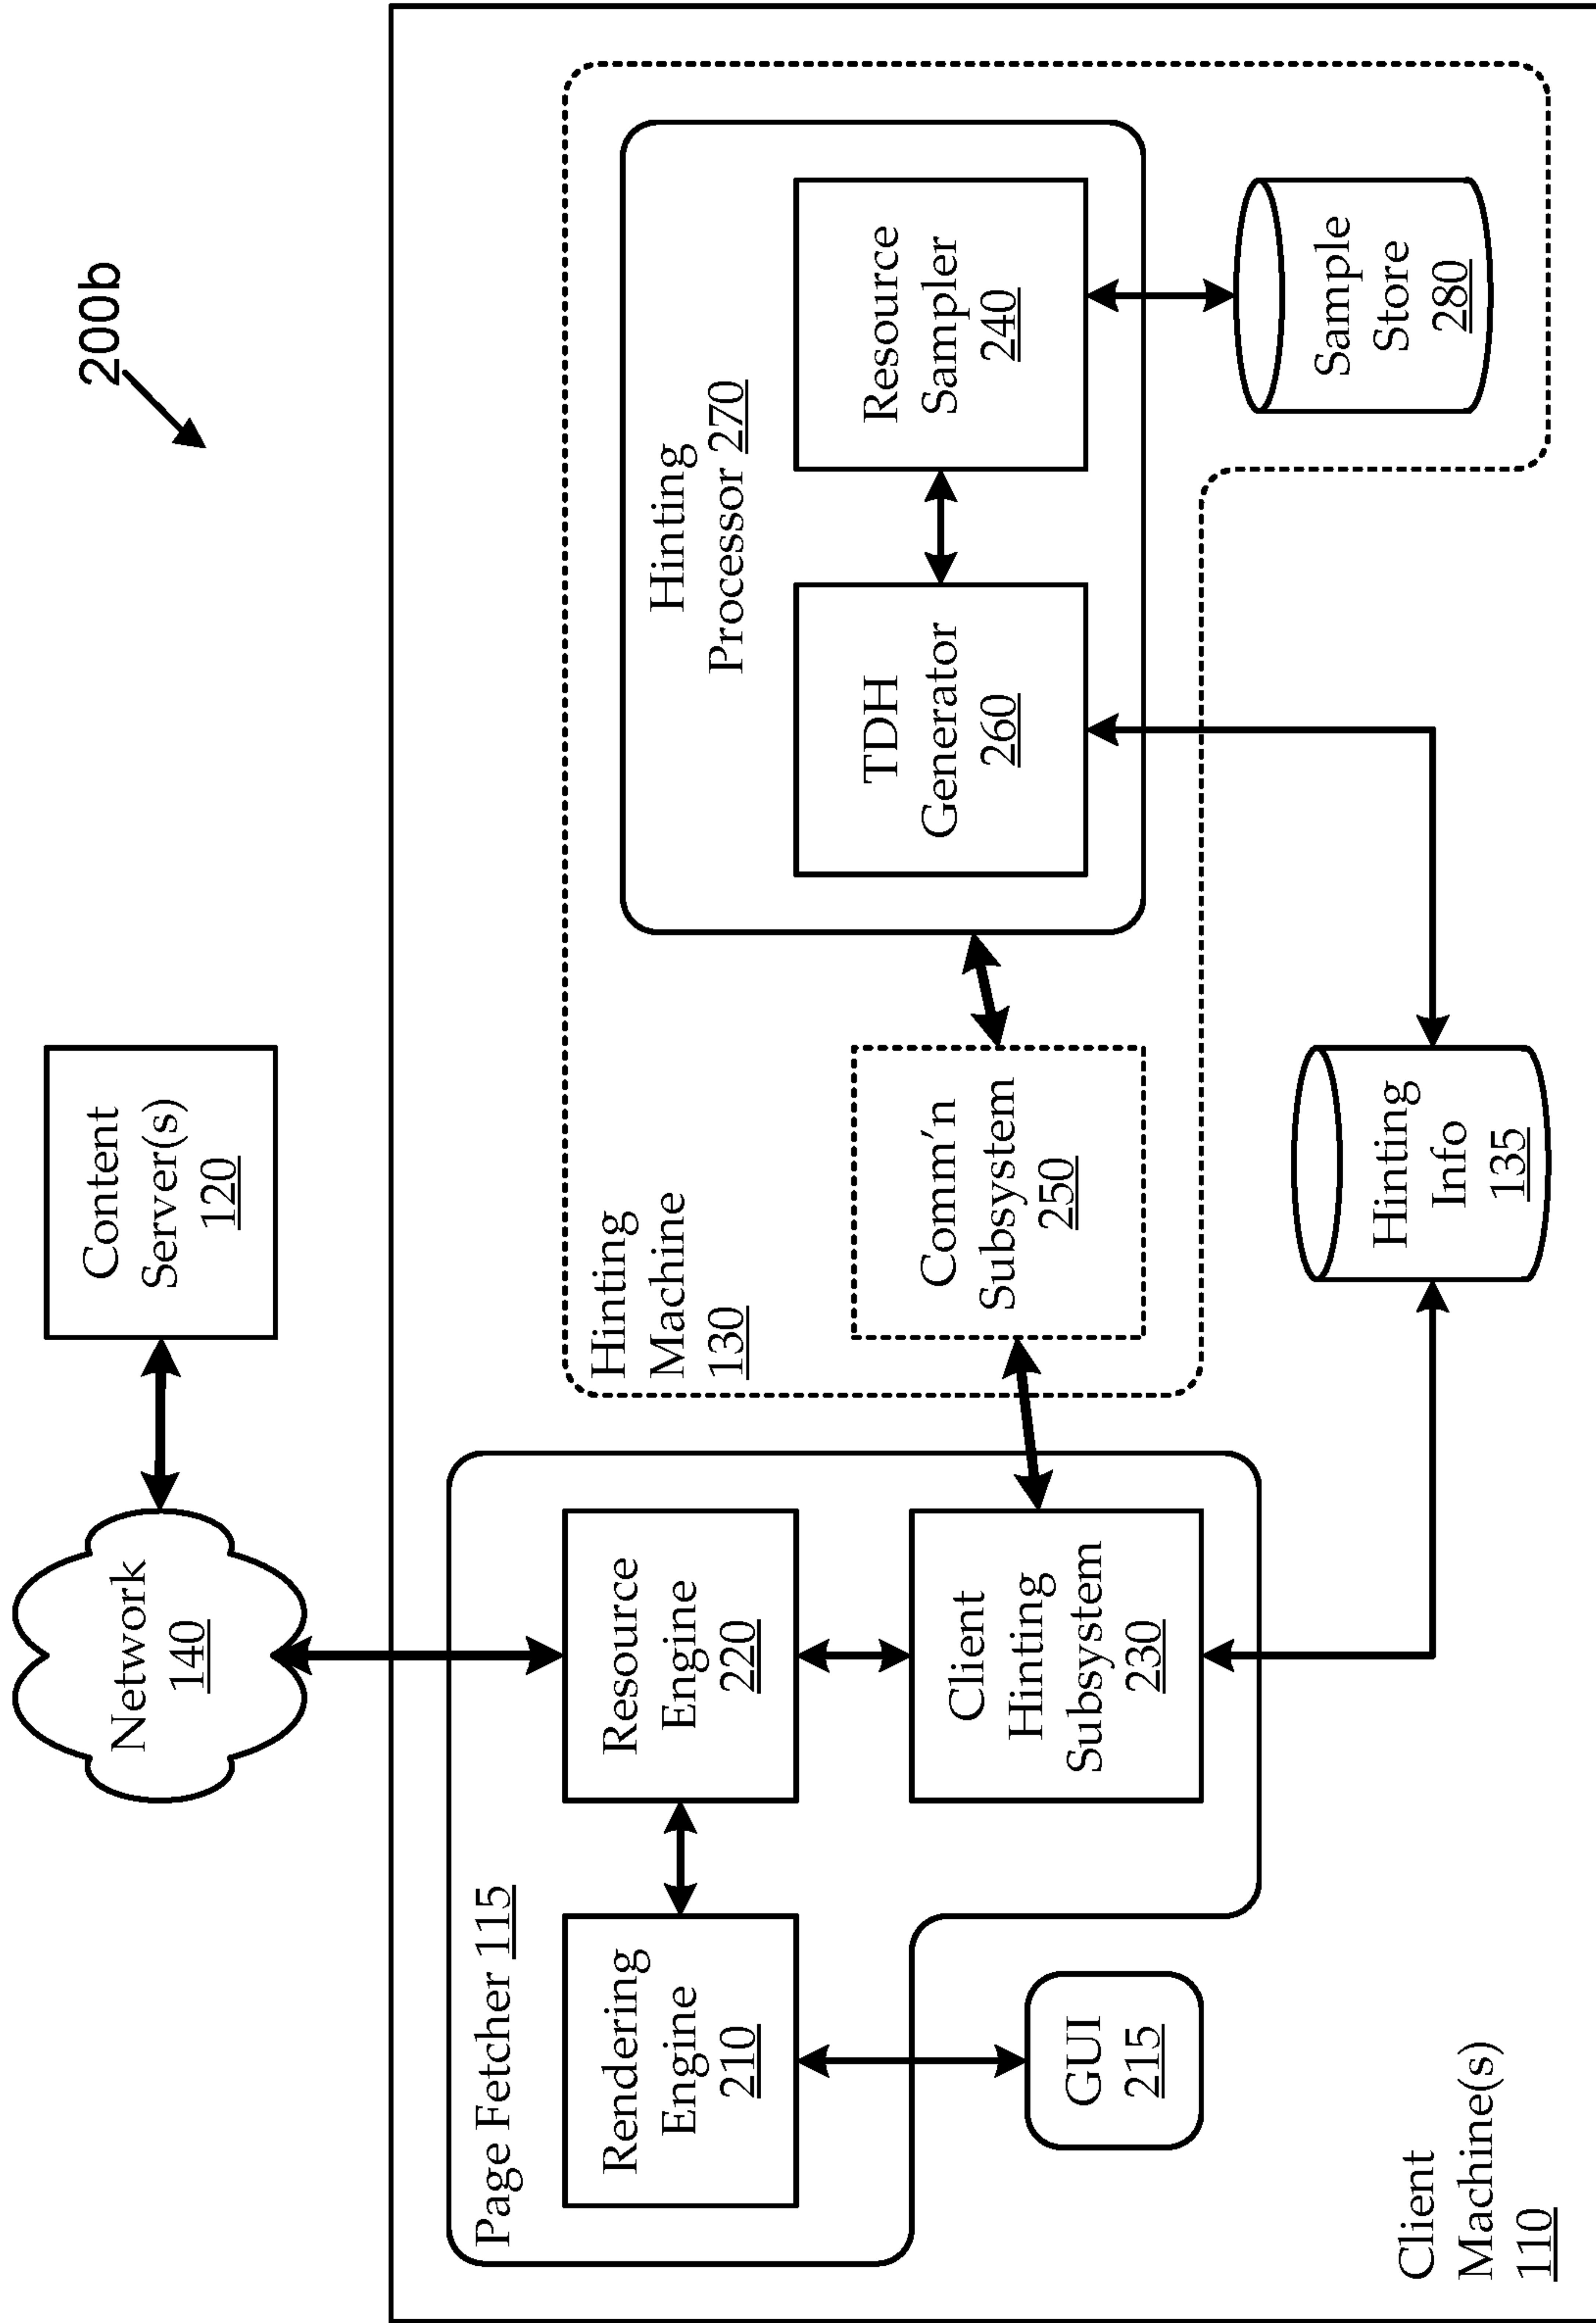 200b
Network
140
Content
Server(s)
120
Page Fetcher 115
Rendering
Engine
210
Resource
Engine
220
Client
Hinting
Subsystem
230
GUI
215
Hinting
Machine
130
Comm'n
Subsystem
250
Hinting
Processor 270
TDH
Generator
260
Resource
Sampler
240
Sample
Store
280
Hinting
Info
135
Client
Machine(s)
110